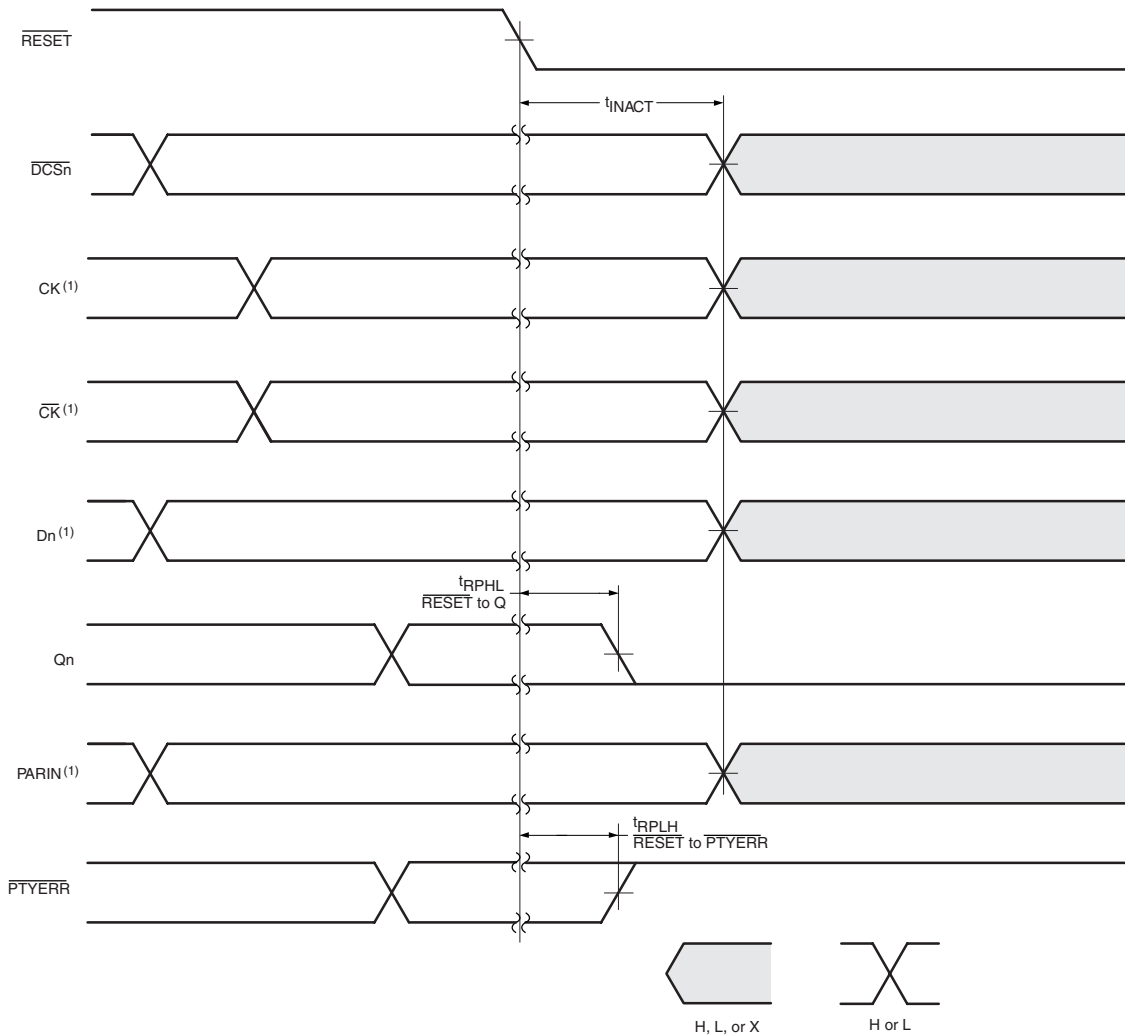 RESET
tINACT
DCSn
CK(1)
CK(1)
Dn(1)
tRPHL
RESET to Q
Qn
PARIN(1)
tRPLH
RESET to PTYERR
PTYERR
H, L, or X
H or L